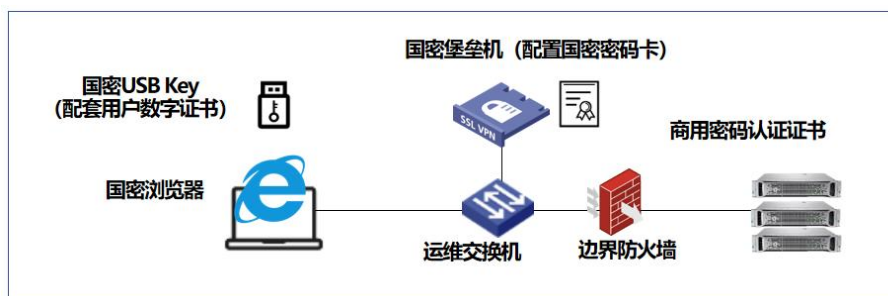 国密堡垒机（配置国密密码卡）
国密USB Key
（配套用户数字证书）
SSL VPN
商用密码认证证书
国密浏览器
运维交换机
边界防火墙